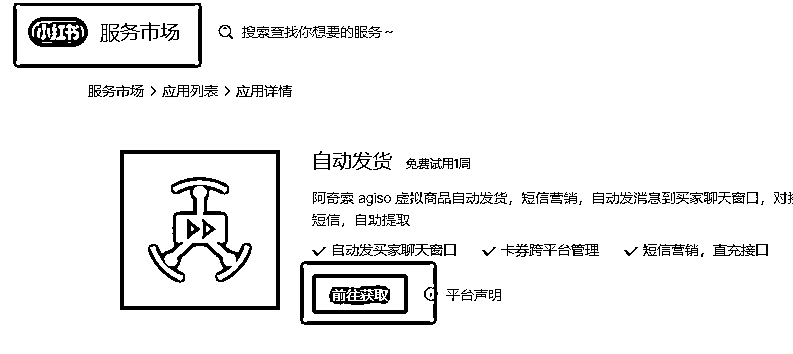 小红书 服务市场 搜索查找你想要的服务~
服务市场 > 应用列表 > 应用详情
自动发货 免费试用1周
阿奇索 agiso 虚拟商品自动发货，短信营销，自动发消息到买家聊天窗口，对接
短信，自助提取
自动发买家聊天窗口 卡券跨平台管理 短信营销，直充接口
前往获取 平台声明